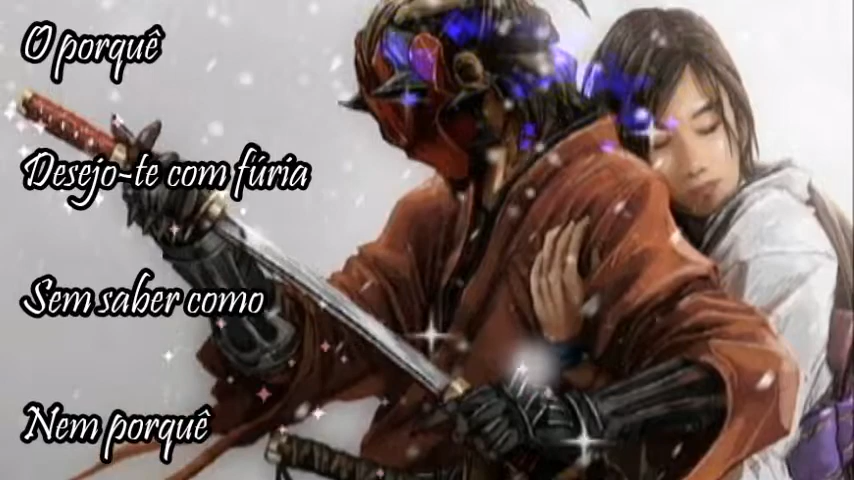 O porquê
Desejo-te com fúria
Sem saber como
Nem porquê